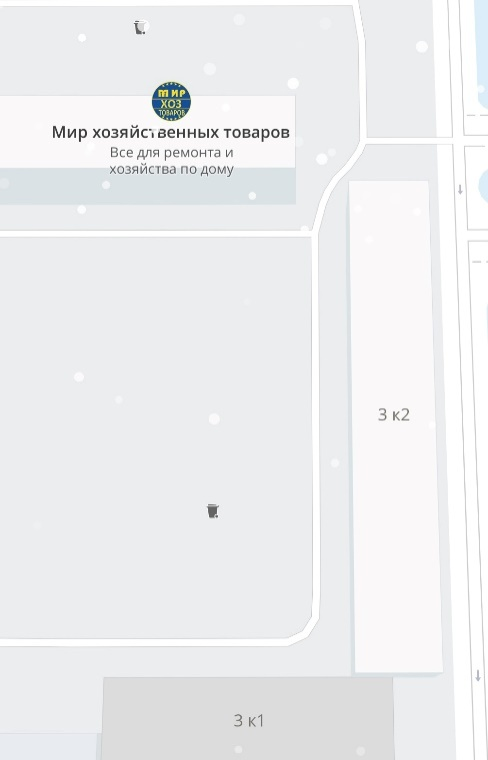 МИР
ХОЗ
ТОВАРОВ
Мир хозяйственных товаров
Все для ремонта и
хозяйства по дому
3 к2
3 к1